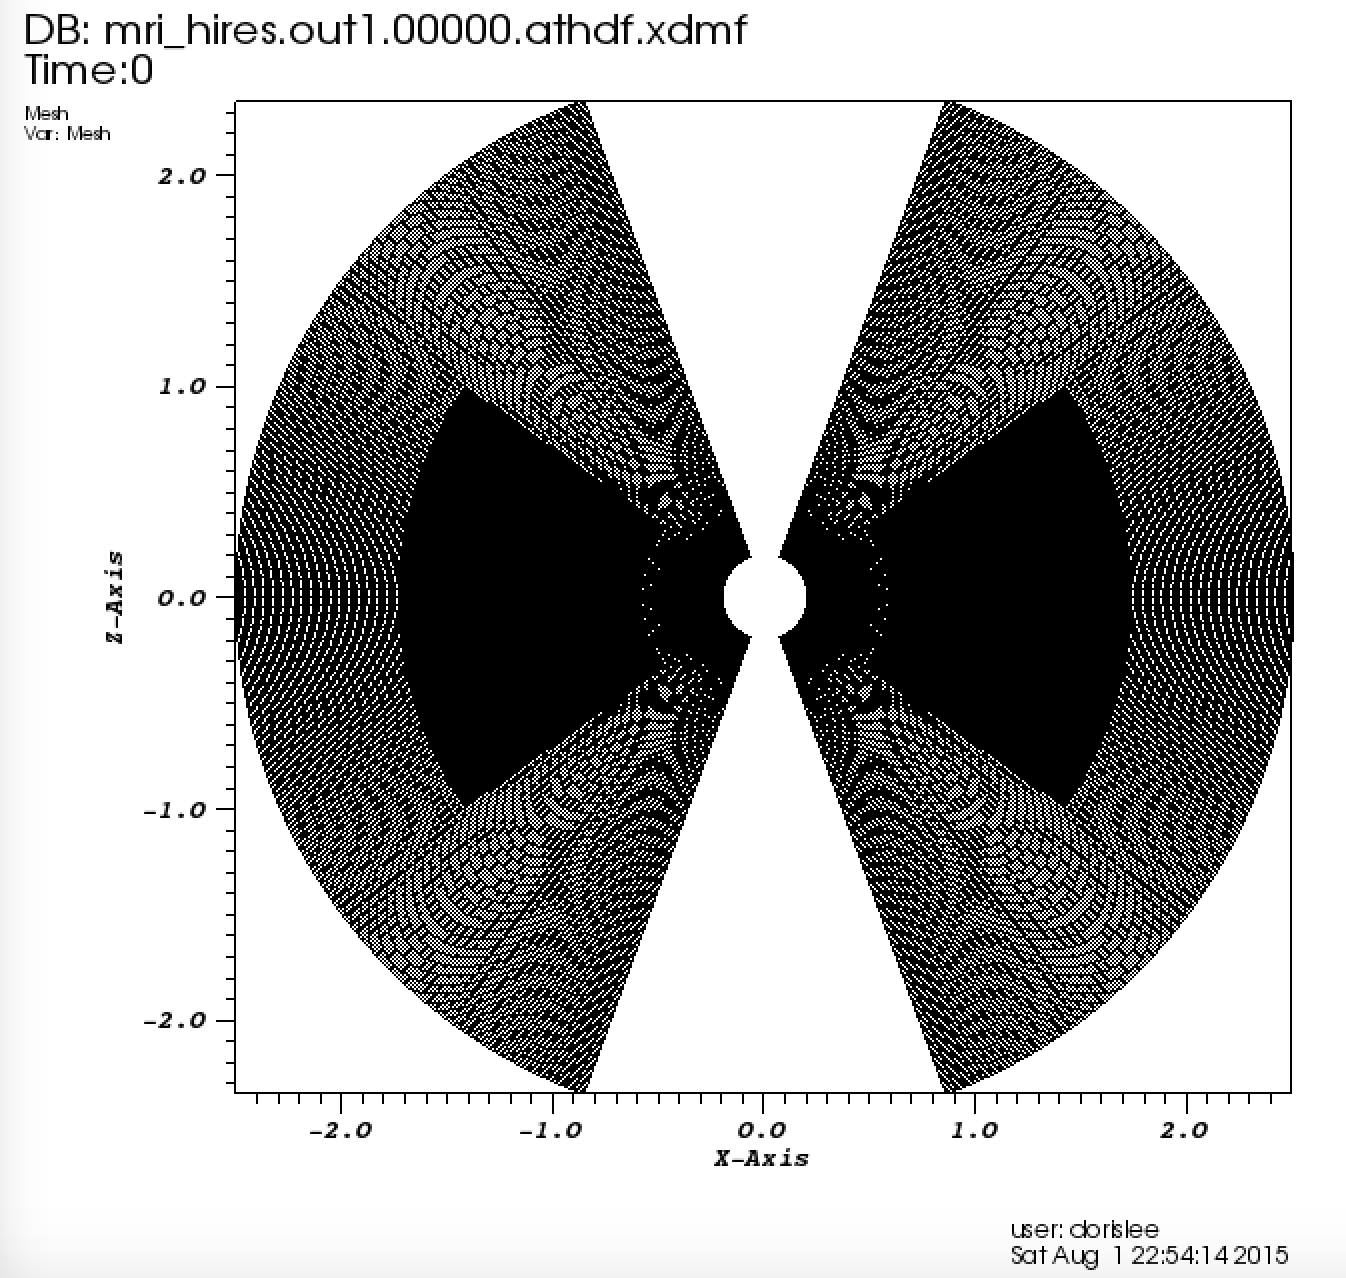 DB: mri_hires.out1.00000.athdf.xdmf
Time:0
Mesh
Var: Mesh
2.0
1.0
0.0
-1.0
-2.0
Z-Axis
-2.0
-1.0
0.0
1.0
2.0
X-Axis
user: dorislee
Sat Aug 1 22:54:14 2015